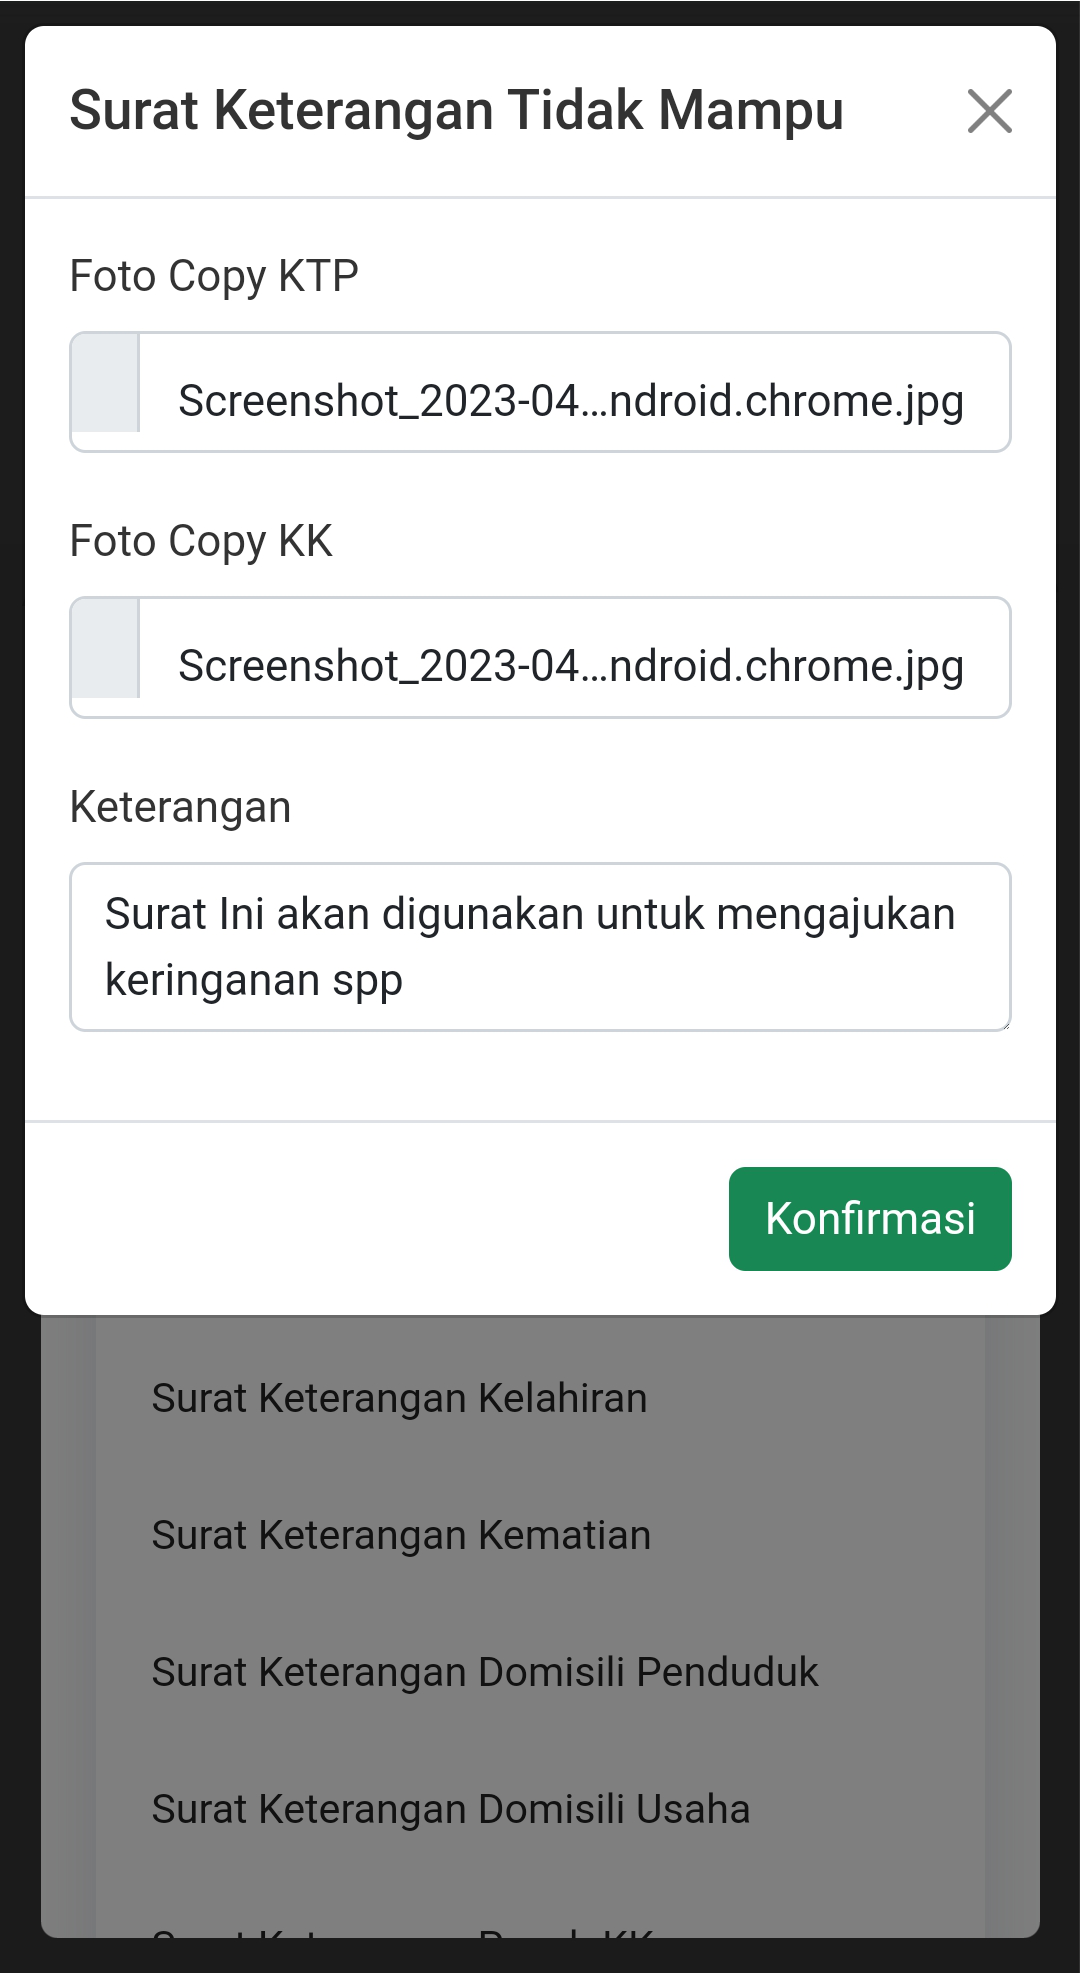 Surat Keterangan Tidak Mampu
Foto Copy KTP
Screenshot_2023-04...ndroid.chrome.jpg
Foto Copy KK
Screenshot_2023-04...ndroid.chrome.jpg
Keterangan
Surat Ini akan digunakan untuk mengajukan
keringanan spp
Konfirmasi
Surat Keterangan Kelahiran
Surat Keterangan Kematian
Surat Keterangan Domisili Penduduk
Surat Keterangan Domisili Usaha
Surat Keterangan